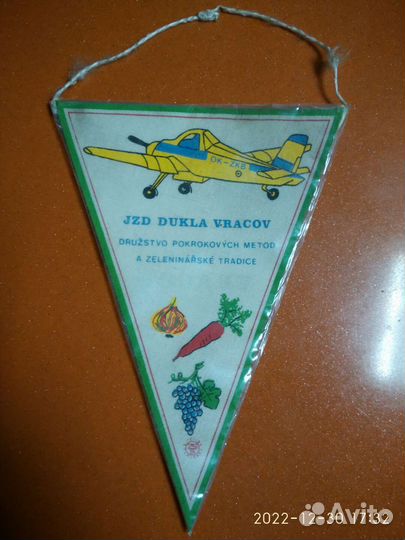 OK-ZKB
JZD DUKLA VRACOV
DRUŽSTVO POKROKOVÝCH METOD
A ZELENINÁŘSKÉ TRADICE
2022-12-30 17:32
Avito